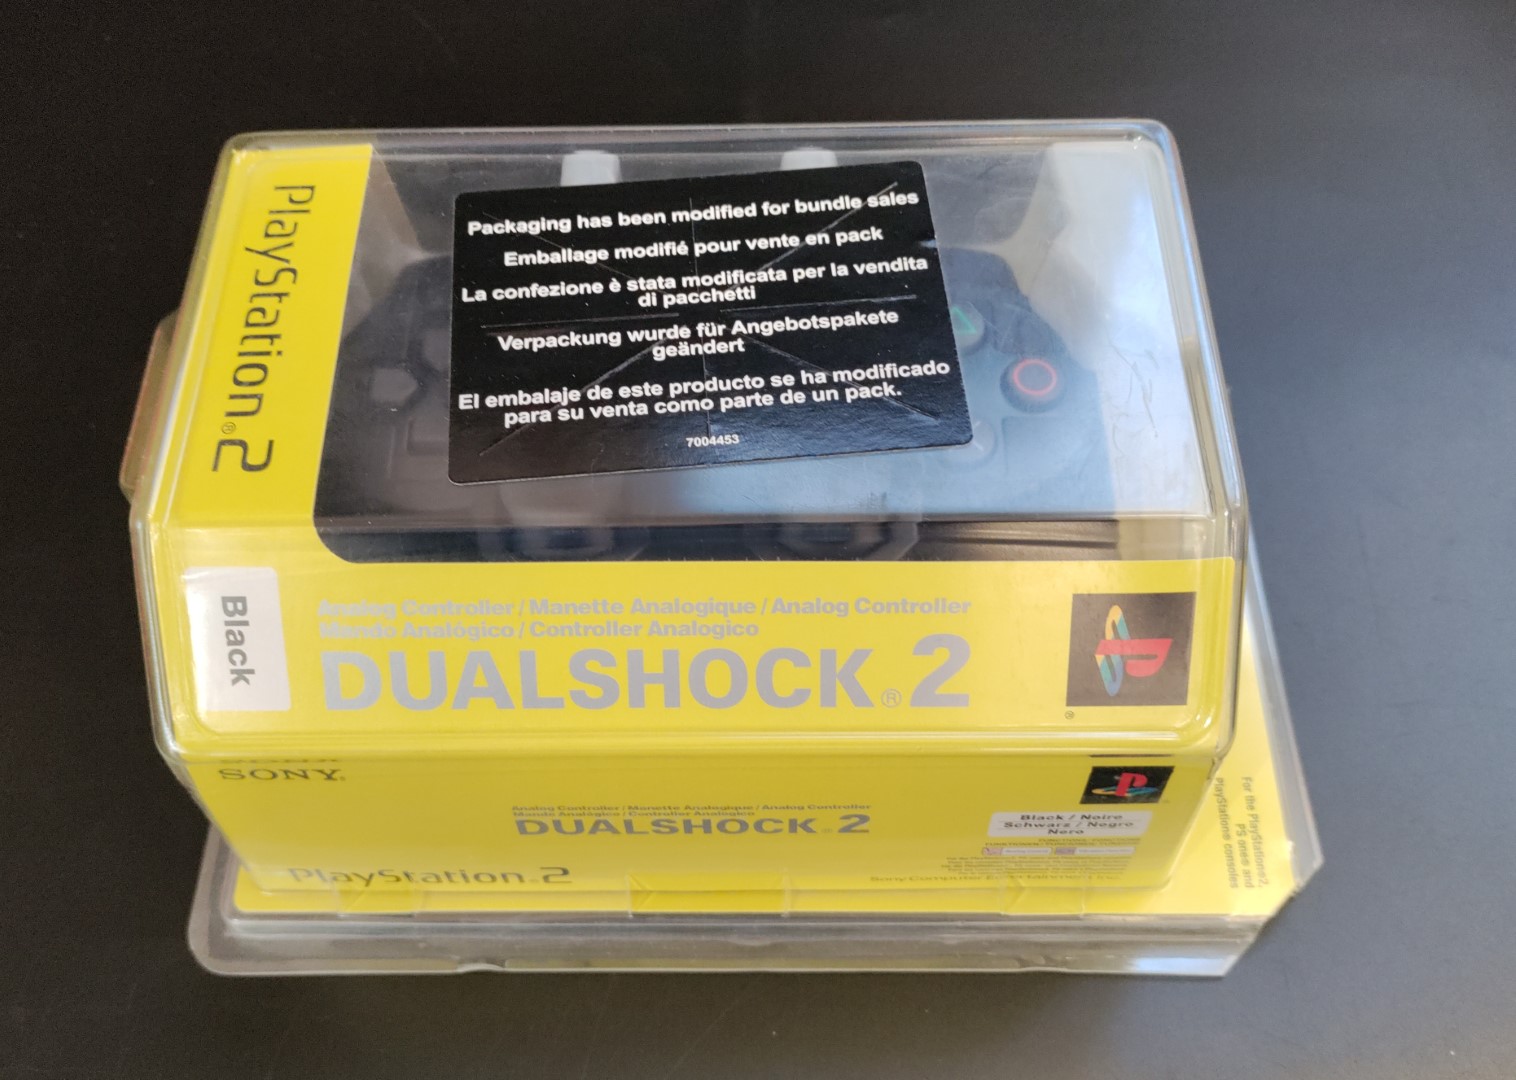 PlayStation®2
Packaging has been modified for bundle sales
Emballage modifié pour vente en pack
La confezione è stata modificata per la vendita
di pacchetti
Verpackung wurde für Angebotspakete
geändert
El embalaje de este producto se ha modificado
para su venta como parte de un pack.
7004453
Black
Analog Controller / Manette Analogique / Analog Controller
Mando Analógico / Controller Analogico
DUALSHOCK®2
SONY
Analog Controller / Manette Analogique / Analog Controller
Mando Analógico / Controller Analogico
DUALSHOCK®2
PlayStation®2
Black / Noire
Schwarz / Negro
Nero
Sony Computer Entertainment Inc.
For the PlayStation®2,
PS one® and
PlayStation® consoles